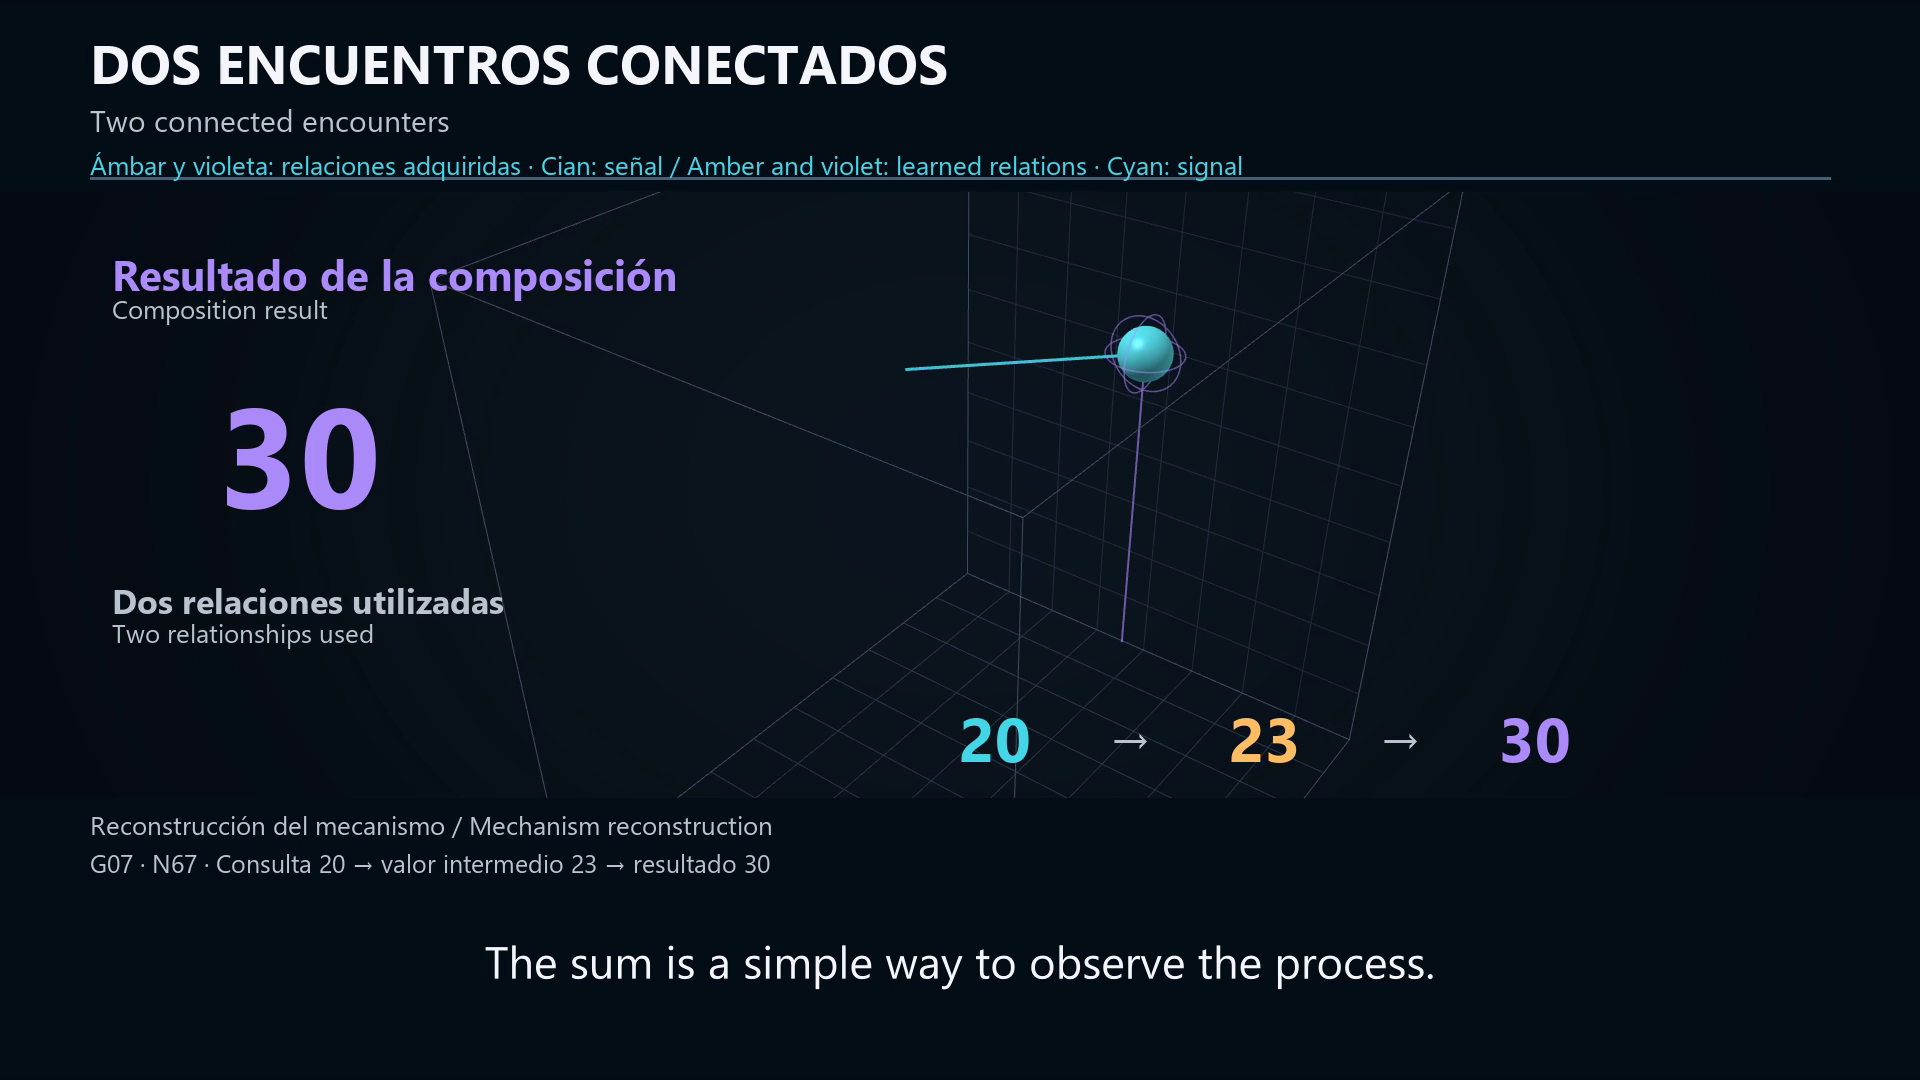 DOS ENCUENTROS CONECTADOS
Two connected encounters
Ámbar y violeta: relaciones adquiridas · Cian: señal / Amber and violet: learned relations · Cyan: signal
Resultado de la composición
Composition result
30
Dos relaciones utilizadas
Two relationships used
20 → 23 → 30
Reconstrucción del mecanismo / Mechanism reconstruction
G07 · N67 · Consulta 20 → valor intermedio 23 → resultado 30
The sum is a simple way to observe the process.